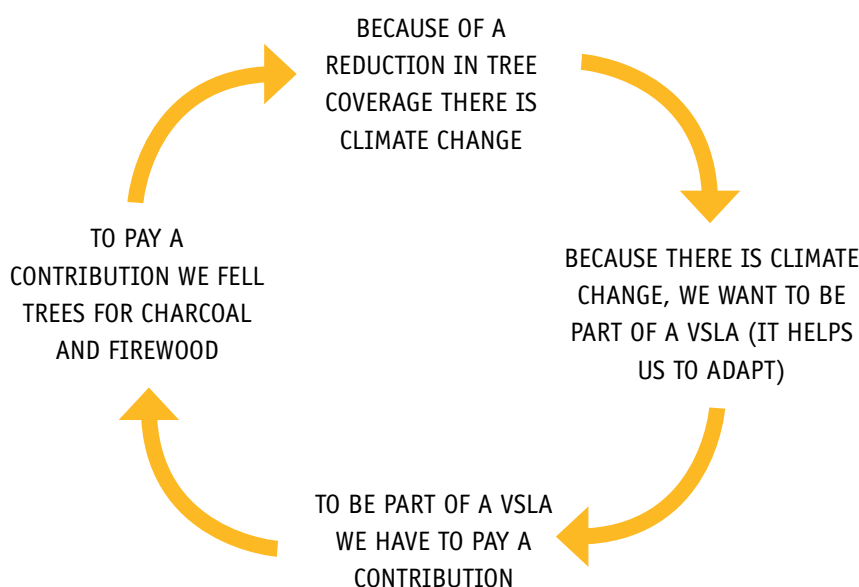 BECAUSE OF A
REDUCTION IN TREE
COVERAGE THERE IS
CLIMATE CHANGE
BECAUSE THERE IS CLIMATE
CHANGE, WE WANT TO BE
PART OF A VSLA (IT HELPS
US TO ADAPT)
TO BE PART OF A VSLA
WE HAVE TO PAY A
CONTRIBUTION
TO PAY A
CONTRIBUTION WE FELL
TREES FOR CHARCOAL
AND FIREWOOD